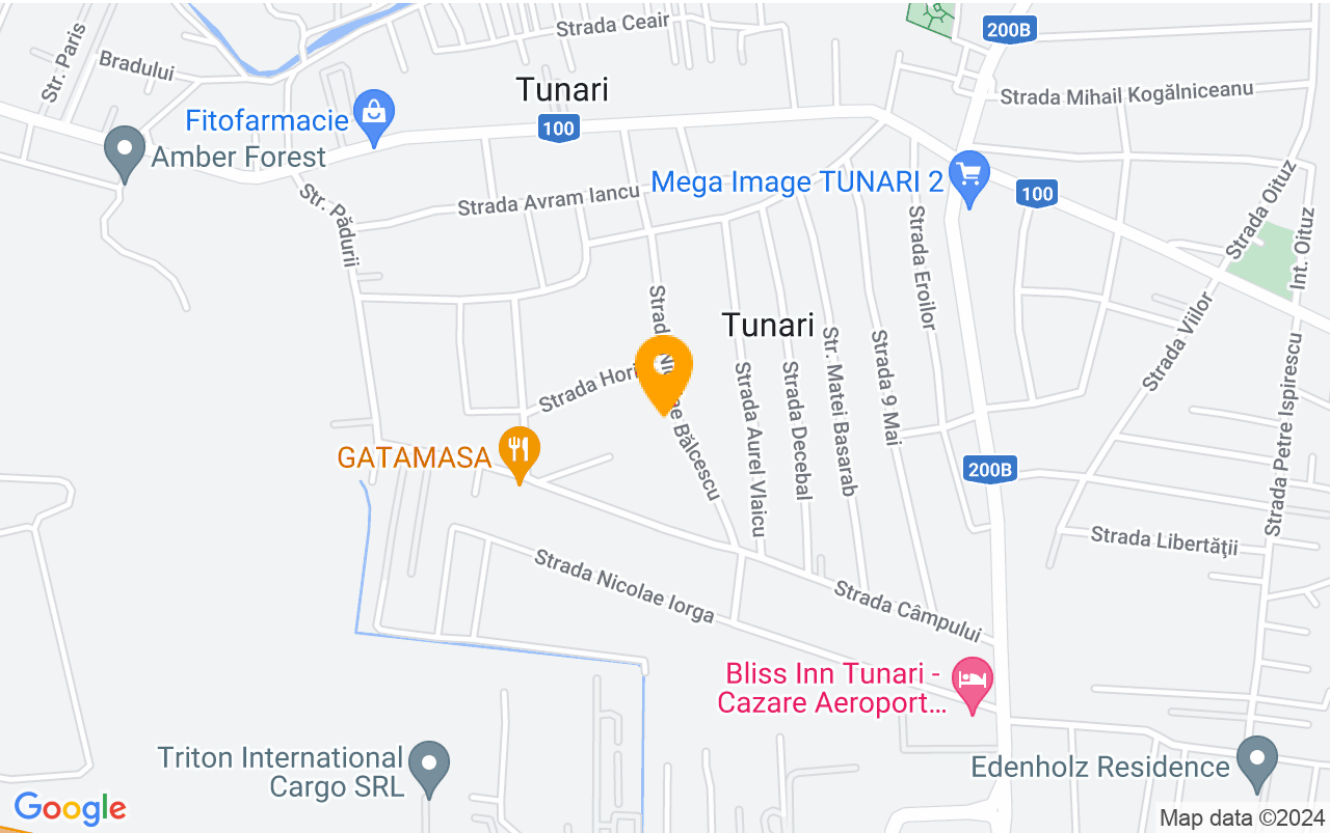 Strada Ceair
200B
Str. Paris
Bradului
Tunari
Strada Mihail Kogălniceanu
Fitofarmacie
100
Amber Forest
Mega Image TUNARI 2
100
Strada Avram Iancu
Str. Pădurii
Strada Oituz
Int. Oituz
Strada Eroilor
Tunari
Strada Viilor
Strada Hori
Bălcescu
Strada Aurel Vlaicu
Strada Decebal
Str. Matei Basarab
Strada 9 Mai
Strada Petre Ispirescu
GATAMASA
200B
Strada Libertății
Strada Nicolae Iorga
Strada Câmpului
Bliss Inn Tunari -
Cazare Aeroport...
Triton International
Cargo SRL
Edenholz Residence
Google
Map data ©2024